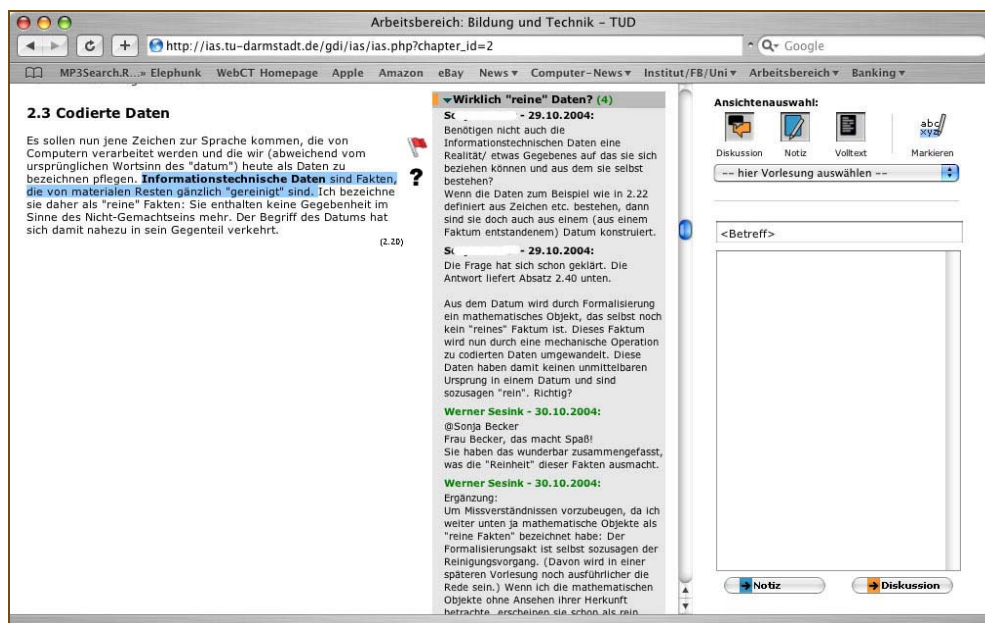 Arbeitsbereich: Bildung und Technik – TUD
http://ias.tu-darmstadt.de/gdi/ias/ias.php?chapter_id=2
Google
MP3Search.R...» Elephunk WebCT Homepage Apple Amazon eBay News Computer-News Institut/FB/Uni Arbeitsbereich Banking
2.3 Codierte Daten
Es sollen nun jene Zeichen zur Sprache kommen, die von
Computern verarbeitet werden und die wir (abweichend vom
ursprünglichen Wortsinn des "datum") heute als Daten zu
bezeichnen pflegen. Informationstechnische Daten sind Fakten,
die von materialen Resten gänzlich "gereinigt" sind. Ich bezeichne
sie daher als "reine" Fakten: Sie enthalten keine Gegebenheit im
Sinne des Nicht-Gemachtseins mehr. Der Begriff des Datums hat
sich damit nahezu in sein Gegenteil verkehrt.
(2.20)
?
Wirklich "reine" Daten? (4)
- 29.10.2004:
Benötigen nicht auch die
Informationstechnischen Daten eine
Realität/ etwas Gegebenes auf das sie sich
beziehen können und aus dem sie selbst
bestehen?
Wenn die Daten zum Beispiel wie in 2.22
definiert aus Zeichen etc. bestehen, dann
sind sie doch auch aus einem (aus einem
Faktum entstandenem) Datum konstruiert.
- 29.10.2004:
Die Frage hat sich schon geklärt. Die
Antwort liefert Absatz 2.40 unten.
Aus dem Datum wird durch Formalisierung
ein mathematisches Objekt, das selbst noch
kein "reines" Faktum ist. Dieses Faktum
wird nun durch eine mechanische Operation
zu codierten Daten umgewandelt. Diese
Daten haben damit keinen unmittelbaren
Ursprung in einem Datum und sind
sozusagen "rein". Richtig?
Werner Sesink - 30.10.2004:
@Sonja Becker
Frau Becker, das macht Spaß!
Sie haben das wunderbar zusammengefasst,
was die "Reinheit" dieser Fakten ausmacht.
Werner Sesink - 30.10.2004:
Ergänzung:
Um Missverständnissen vorzubeugen, da ich
weiter unten ja mathematische Objekte als
"reine Fakten" bezeichnet habe: Der
Formalisierungsakt ist selbst sozusagen der
Reinigungsvorgang. (Davon wird in einer
späteren Vorlesung noch ausführlicher die
Rede sein.) Wenn ich die mathematischen
Objekte ohne Ansehen ihrer Herkunft
betrachte, erscheinen sie schon als rein
Ansichtenauswahl:
abc
xyz
Diskussion Notiz Volltext Markieren
-- hier Vorlesung auswählen --
<Betreff>
Notiz Diskussion